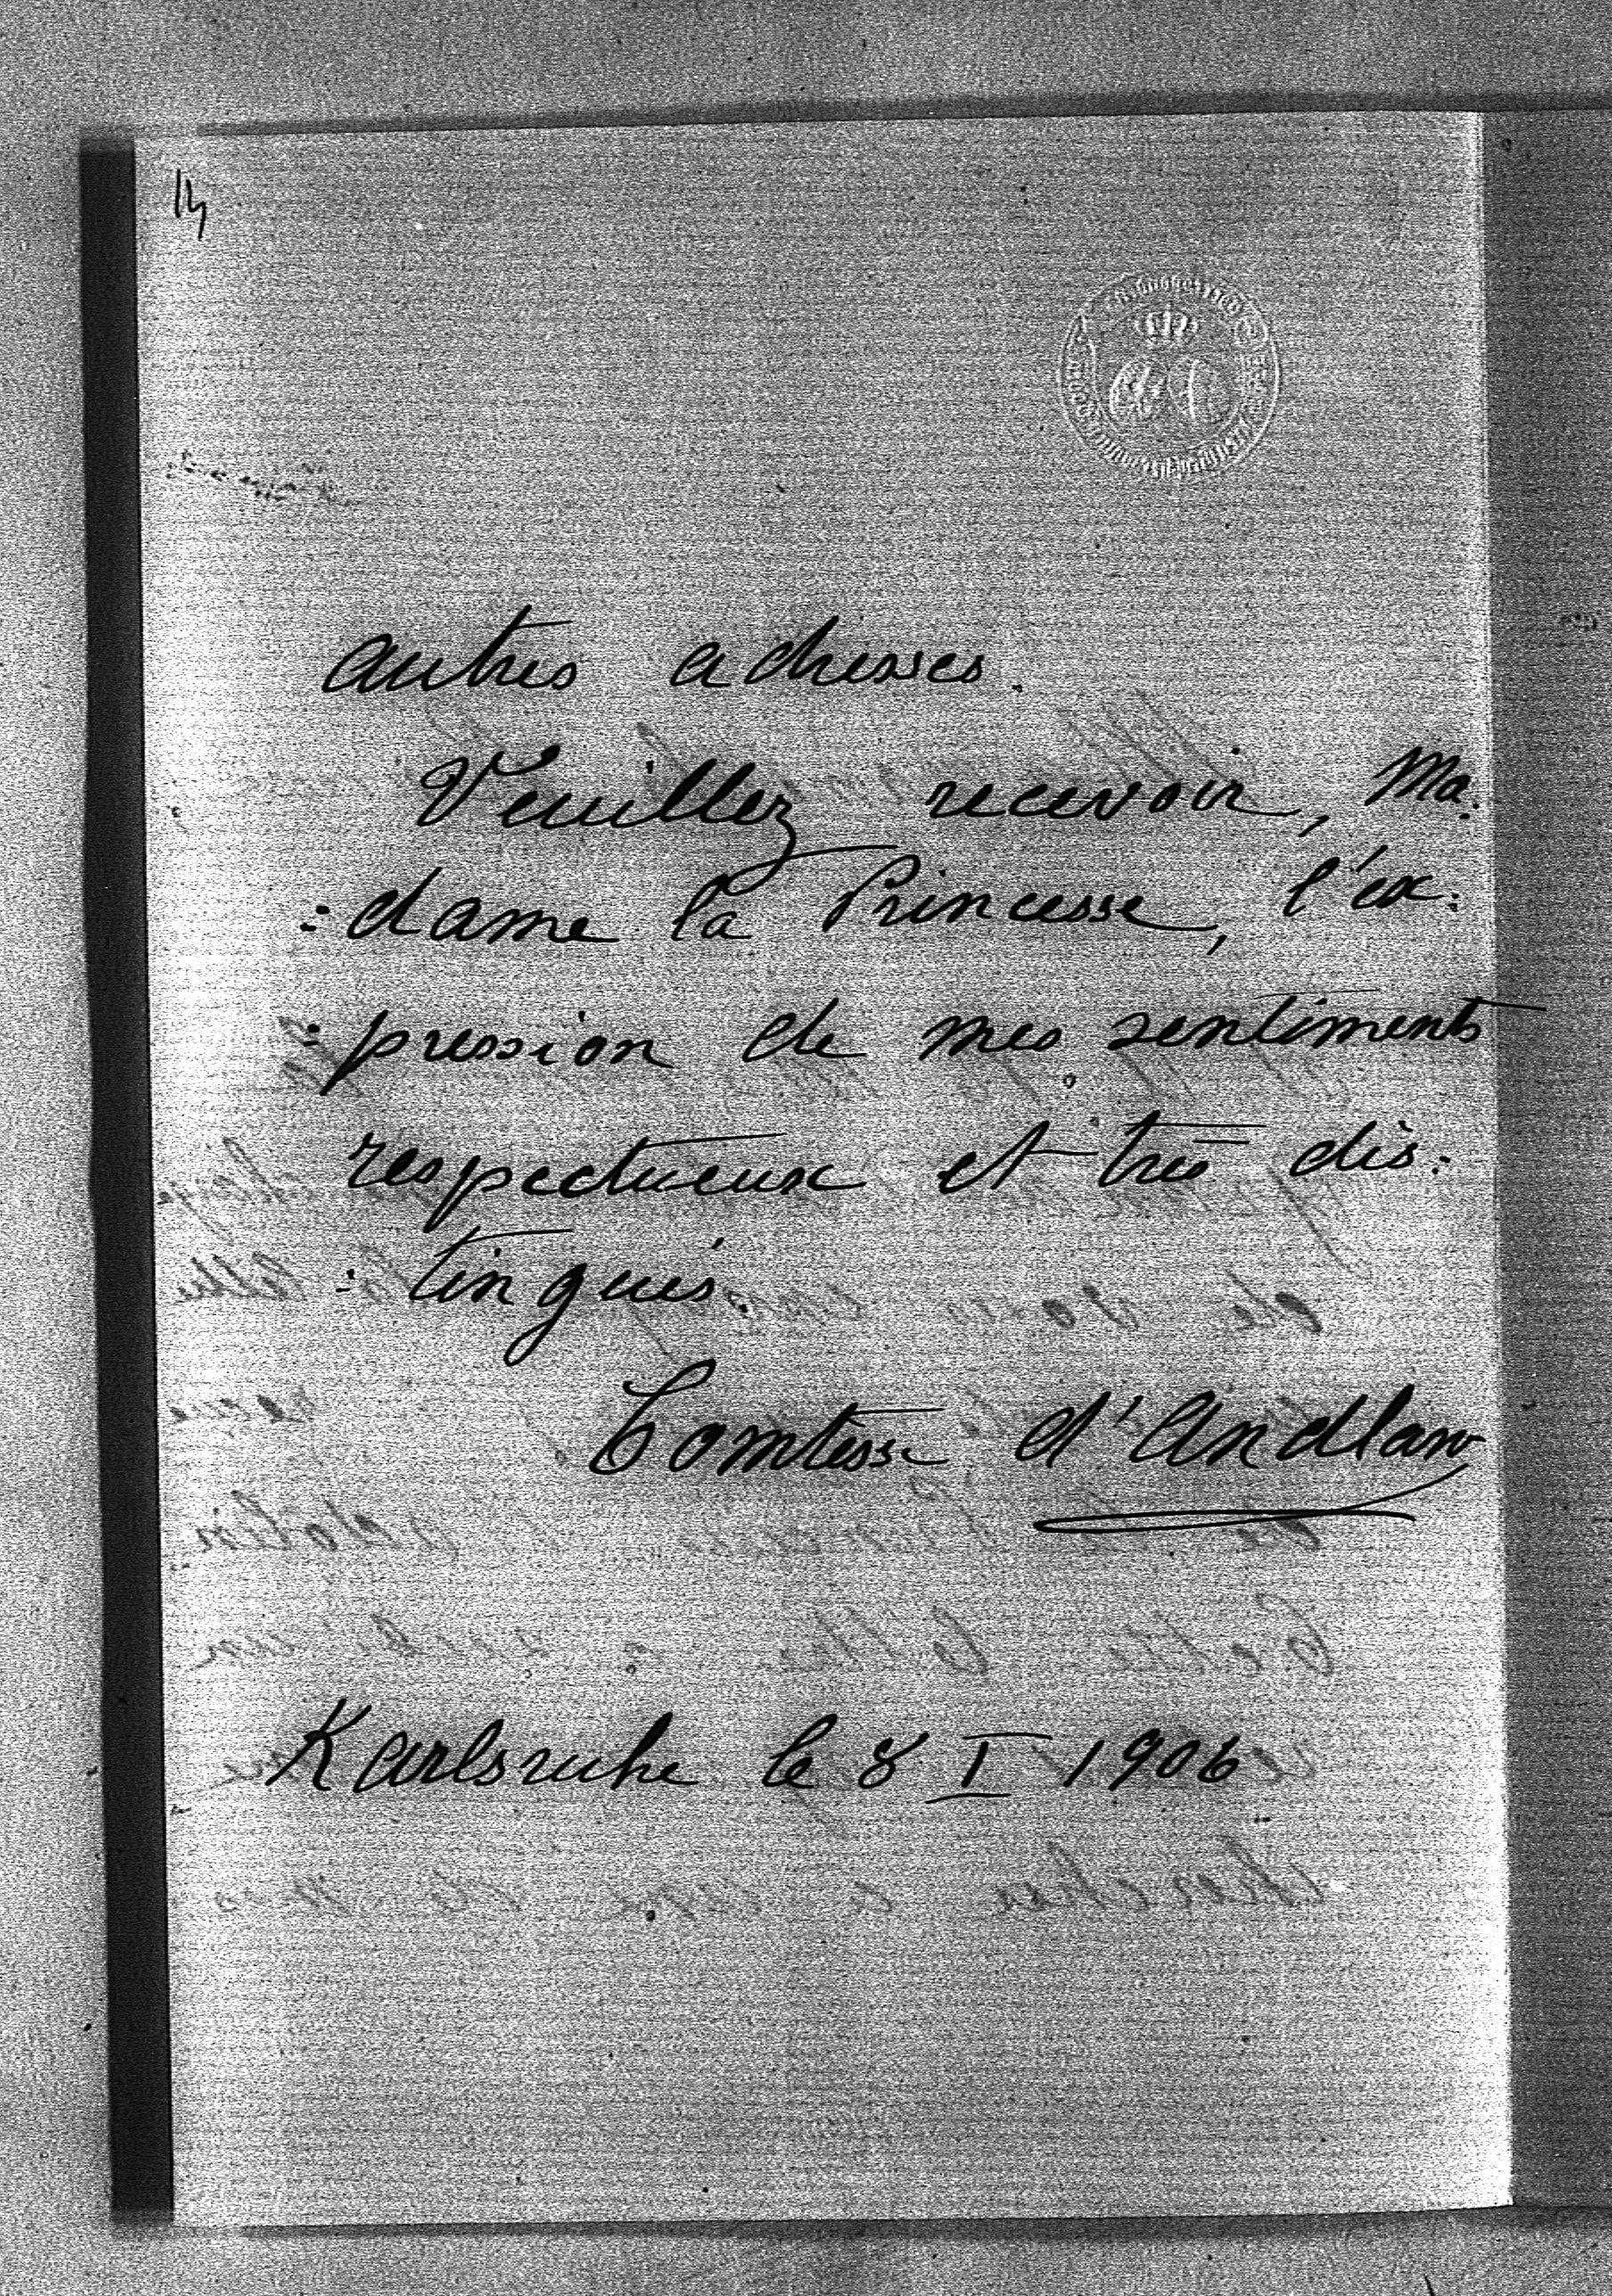 14
autres adresses.
Veuillez recevoir, Ma:
:dame la Princesse, l'ex:
:pression de mes sentiments
respectueux et très dis:
:tingués.
Comtesse d'Andlaw
Karlsruhe le 8 I 1906